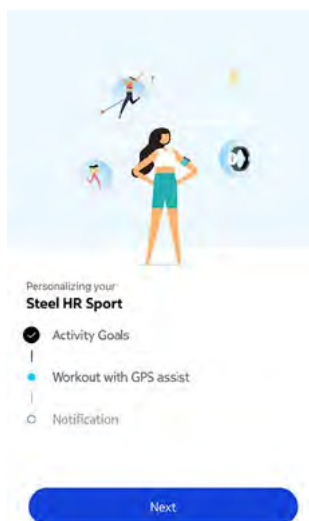 Personalizing your
Steel HR Sport
Activity Goals
Workout with GPS assist
Notification
Next